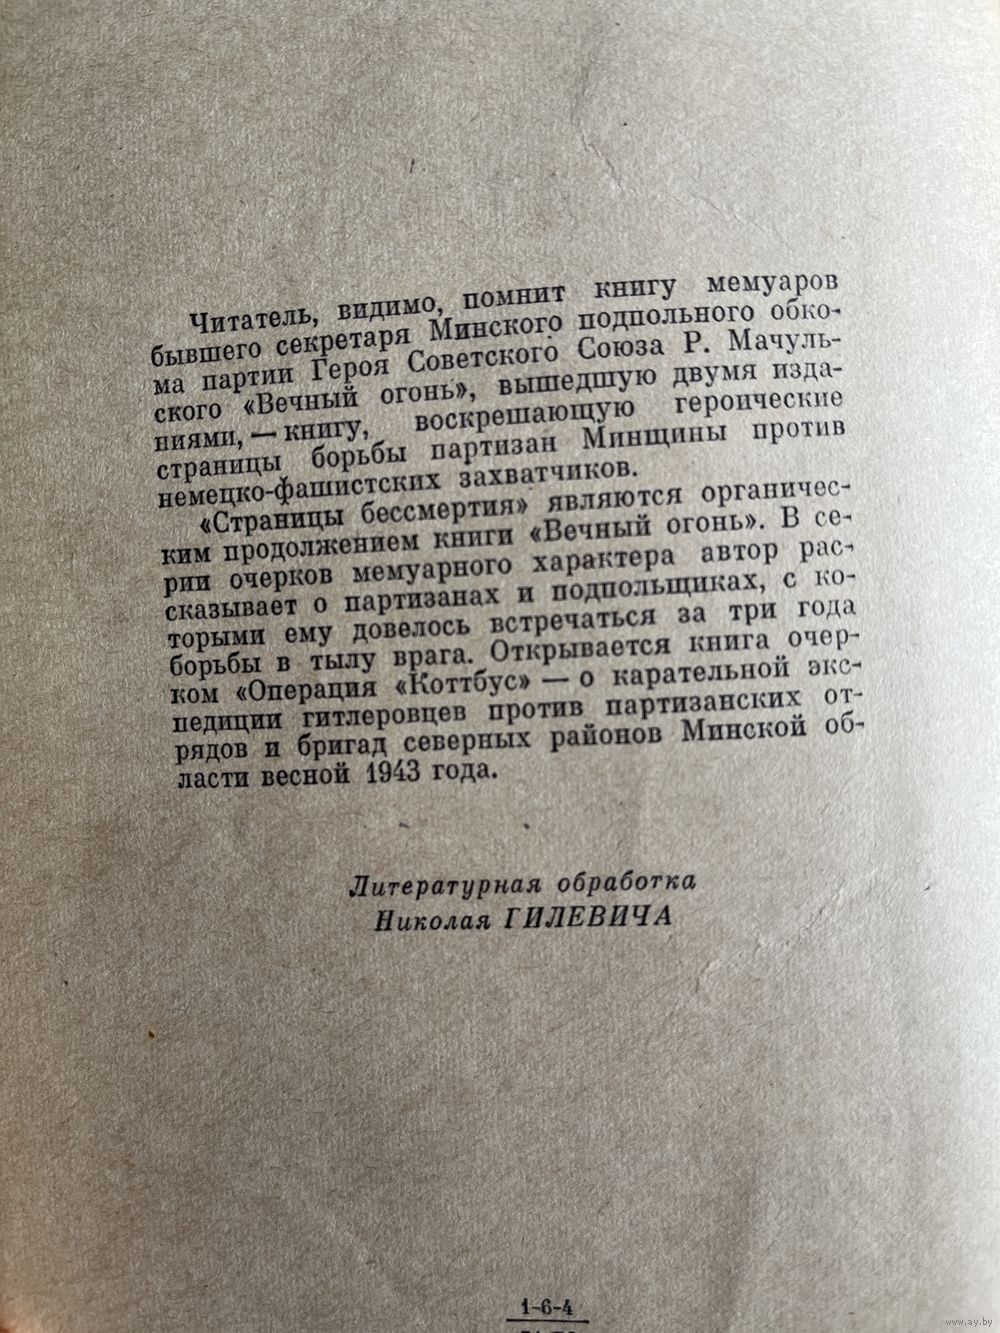 Читатель, видимо, помнит книгу мемуаров
бывшего секретаря Минского подпольного обко-
ма партии Героя Советского Союза Р. Мачуль-
ского «Вечный огонь», вышедшую двумя изда-
ниями, — книгу, воскрешающую героические
страницы борьбы партизан Минщины против
немецко-фашистских захватчиков.
«Страницы бессмертия» являются органичес-
ким продолжением книги «Вечный огонь». В се-
рии очерков мемуарного характера автор рас-
сказывает о партизанах и подпольщиках, с ко-
торыми ему довелось встречаться за три года
борьбы в тылу врага. Открывается книга очер-
ком «Операция «Коттбус» — о карательной экс-
педиции гитлеровцев против партизанских от-
рядов и бригад северных районов Минской об-
ласти весной 1943 года.
Литературная обработка
Николая ГИЛЕВИЧА
1-6-4
www.ay.by